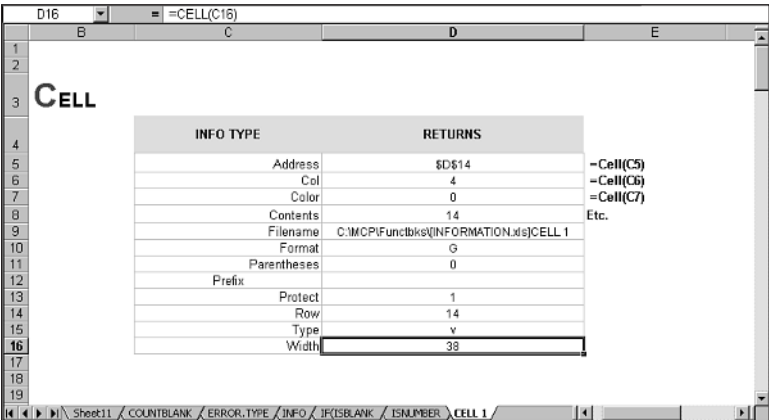 D16 = =CELL(C16)
B C D E
1
2
3 CELL
4 INFO TYPE RETURNS
5 Address $D$14 =Cell(C5)
6 Col 4 =Cell(C6)
7 Color 0 =Cell(C7)
8 Contents 14 Etc.
9 Filename C:\MCP\Functbks\[INFORMATION.xls]CELL 1
10 Format G
11 Parentheses 0
12 Prefix
13 Protect 1
14 Row 14
15 Type v
16 Width 38
17
18
19
Sheet11 COUNTBLANK ERROR.TYPE INFO IF(ISBLANK ISNUMBER CELL 1